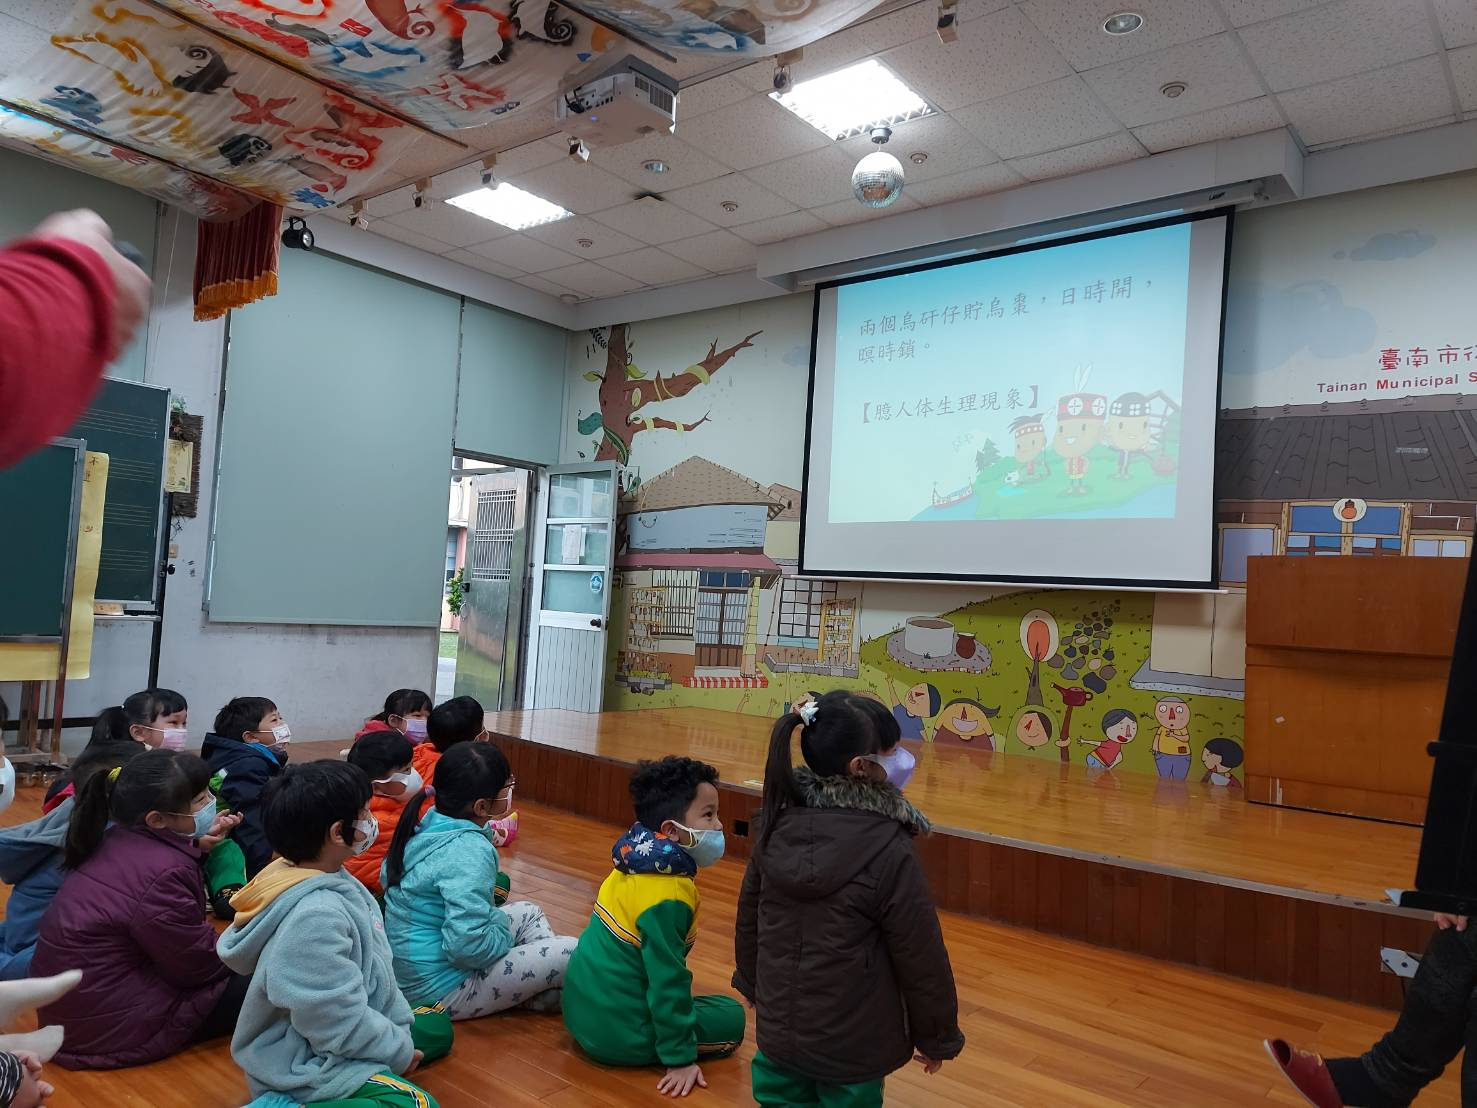 兩個烏矸仔貯烏棗，日時開，
暝時鎖。
【臆人体生理現象】
臺南市
Tainan Municipal S